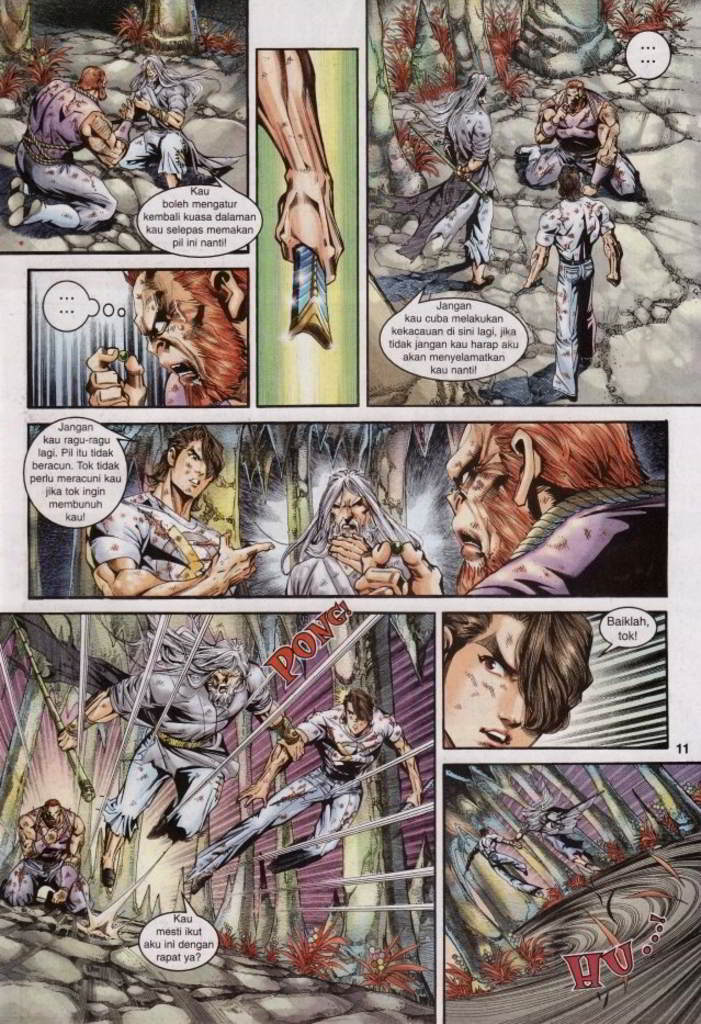 Kau
boleh mengatur
kembali kuasa dalaman
kau selepas memakan
pil ini nanti!
...
...
Jangan
kau cuba melakukan
kekacauan di sini lagi, jika
tidak jangan kau harap aku
akan menyelamatkan
kau nanti!
...
...
Jangan
kau ragu-ragu
lagi. Pil itu tidak
beracun. Tok tidak
perlu meracuni kau
jika tok ingin
membunuh
kau!
PONG!
Kau
mesti ikut
aku ini dengan
rapat ya?
Baiklah,
tok!
11
HU...!